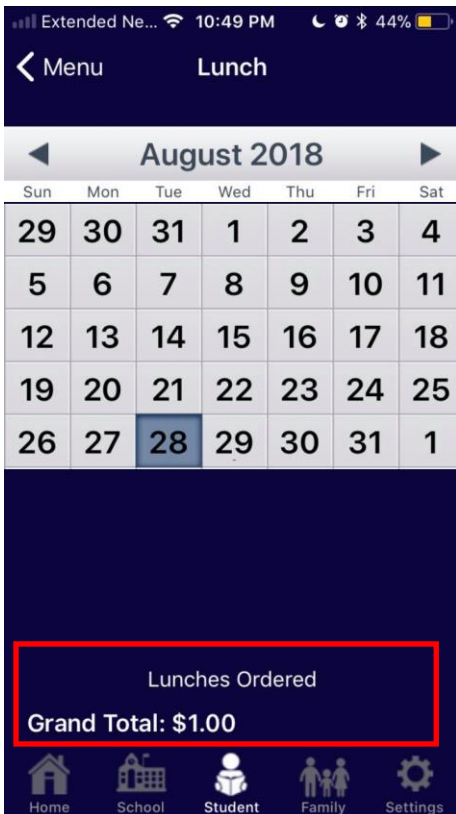 Extended Ne... 10:49 PM 44%
Menu Lunch
August 2018
Sun Mon Tue Wed Thu Fri Sat
29 30 31 1 2 3 4
5 6 7 8 9 10 11
12 13 14 15 16 17 18
19 20 21 22 23 24 25
26 27 28 29 30 31 1
Lunches Ordered
Grand Total: $1.00
Home School Student Family Settings